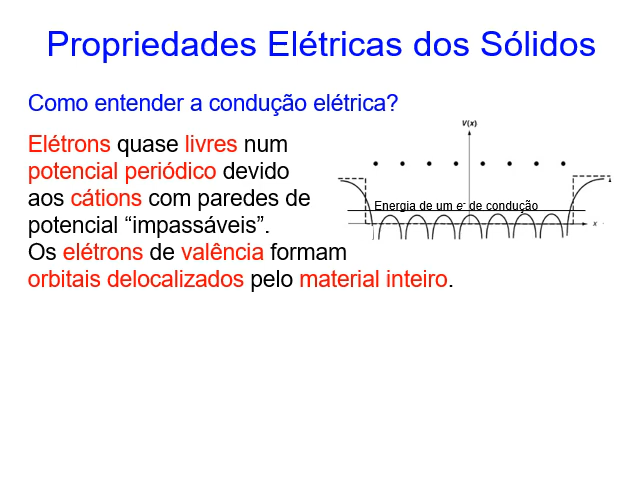 Propriedades Elétricas dos Sólidos
Como entender a condução elétrica?
Elétrons quase livres num
potencial periódico devido
aos cátions com paredes de
potencial “impassáveis”.
Os elétrons de valência formam
orbitais delocalizados pelo material inteiro.
V(x)
Energia de um e- de condução
x